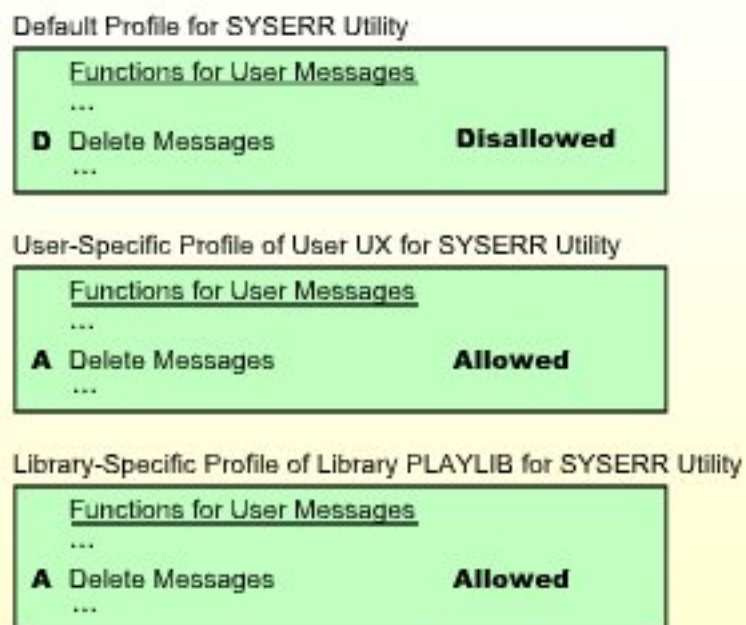 Default Profile for SYSERR Utility
Functions for User Messages
...
D Delete Messages Disallowed
...
User-Specific Profile of User UX for SYSERR Utility
Functions for User Messages
...
A Delete Messages Allowed
...
Library-Specific Profile of Library PLAYLIB for SYSERR Utility
Functions for User Messages
...
A Delete Messages Allowed
...